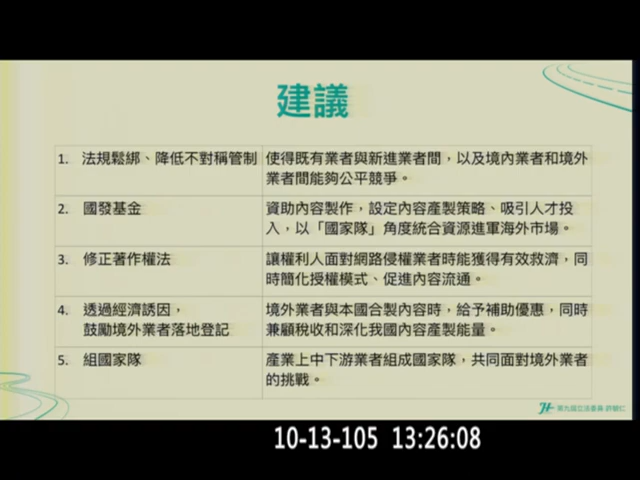 建議
1. 法規鬆綁、降低不對稱管制
使得既有業者與新進業者間，以及境內業者和境外
業者間能夠公平競爭。
2. 國發基金
資助內容製作，設定內容產製策略、吸引人才投
入，以「國家隊」角度統合資源進軍海外市場。
3. 修正著作權法
讓權利人面對網路侵權業者時能獲得有效救濟，同
時簡化授權模式、促進內容流通。
4. 透過經濟誘因，
鼓勵境外業者落地登記
境外業者與本國合製內容時，給予補助優惠，同時
兼顧稅收和深化我國內容產製能量。
5. 組國家隊
產業上中下游業者組成國家隊，共同面對境外業者
的挑戰。
第九屆立法委員 許毓仁
10-13-105 13:26:08